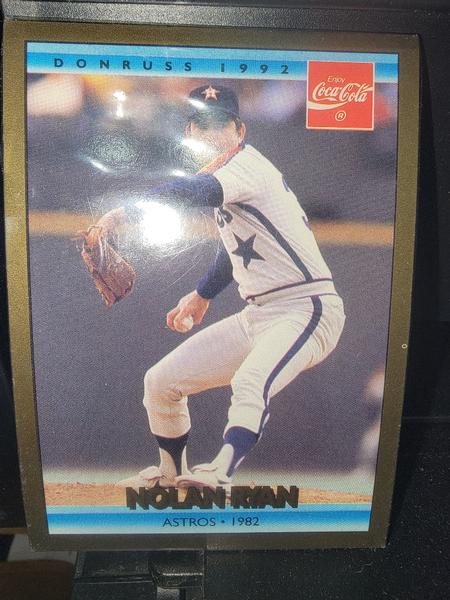 DONRUSS 1992
Enjoy
Coca-Cola
®
NOLAN RYAN
ASTROS • 1982